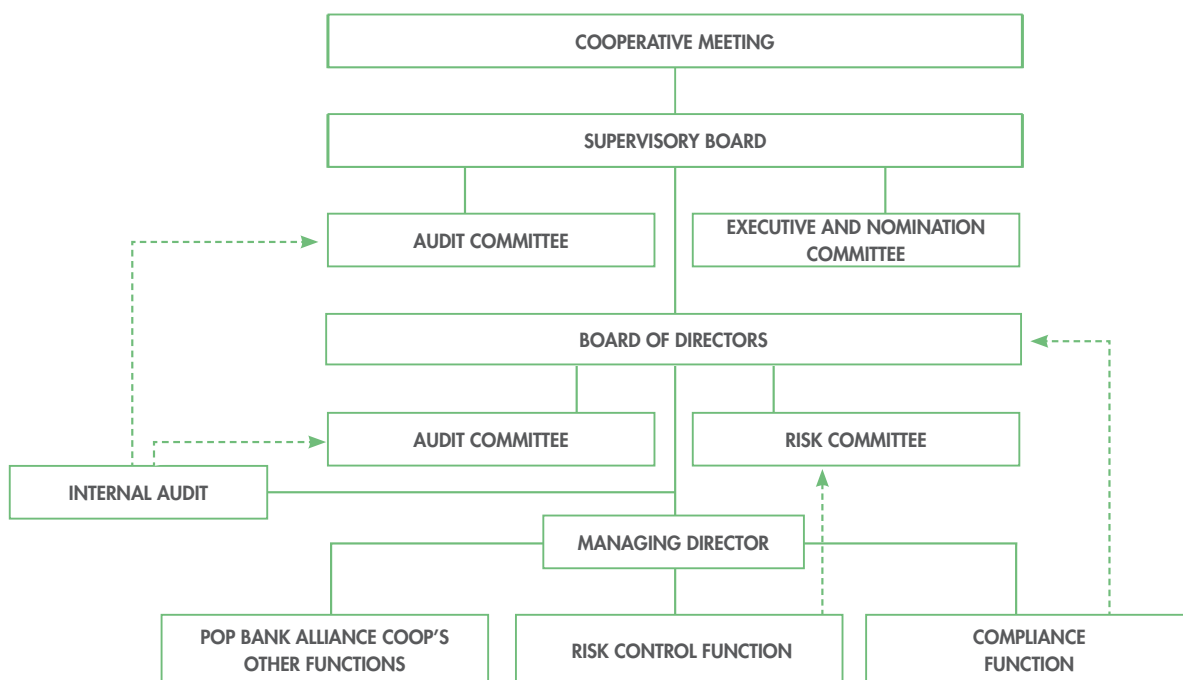 COOPERATIVE MEETING
SUPERVISORY BOARD
AUDIT COMMITTEE
EXECUTIVE AND NOMINATION
COMMITTEE
BOARD OF DIRECTORS
AUDIT COMMITTEE
RISK COMMITTEE
INTERNAL AUDIT
MANAGING DIRECTOR
POP BANK ALLIANCE COOP'S
OTHER FUNCTIONS
RISK CONTROL FUNCTION
COMPLIANCE
FUNCTION